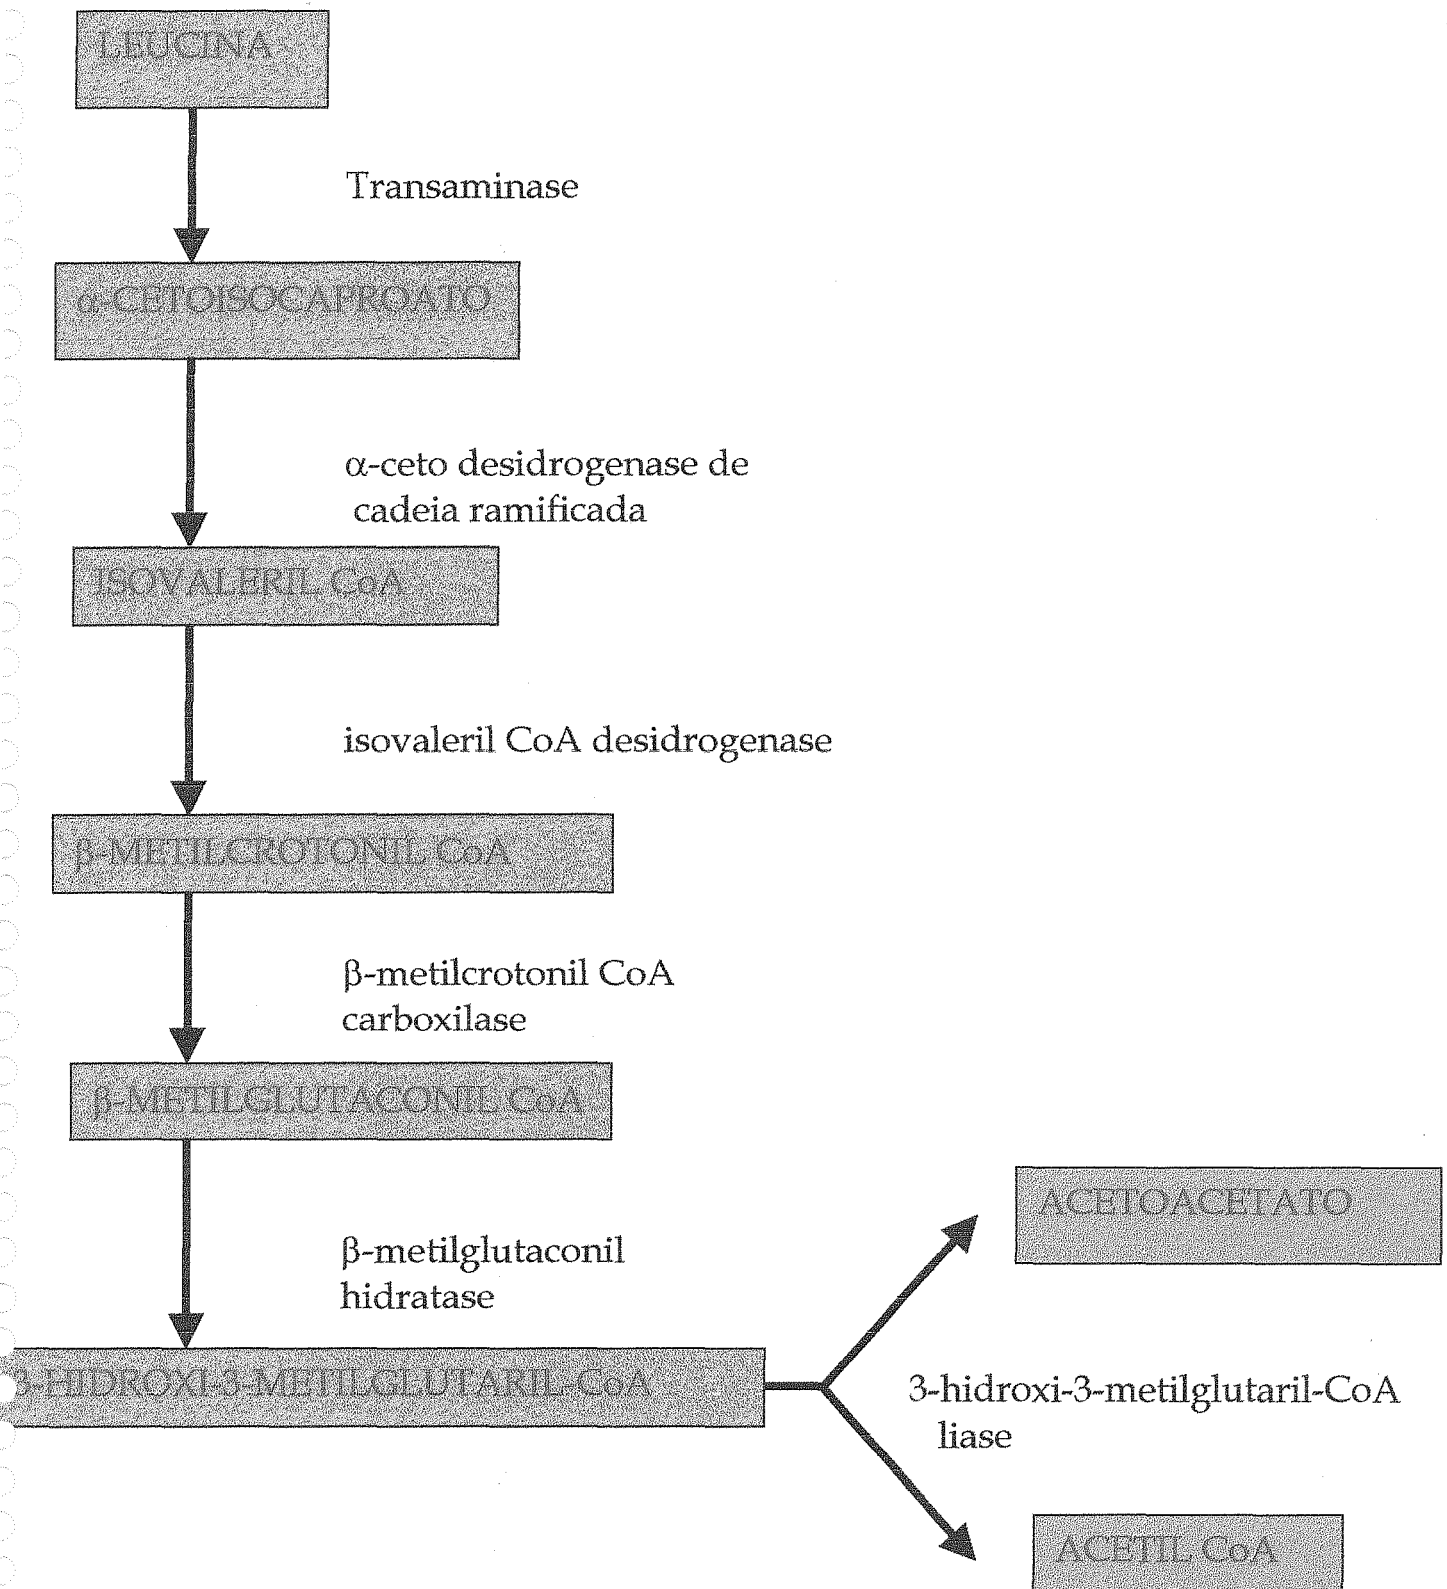 LEUCINA
Transaminase
α-CETOISOCAPROATO
α-ceto desidrogenase de
cadeia ramificada
ISOVALERIL CoA
isovaleril CoA desidrogenase
β-METILCROTONIL CoA
β-metilcrotonil CoA
carboxilase
β-METILGLUTACONIL CoA
β-metilglutaconil
hidratase
3-HIDROXI-3-METILGLUTARIL-CoA
ACETOACETATO
3-hidroxi-3-metilglutaril-CoA
liase
ACETIL CoA